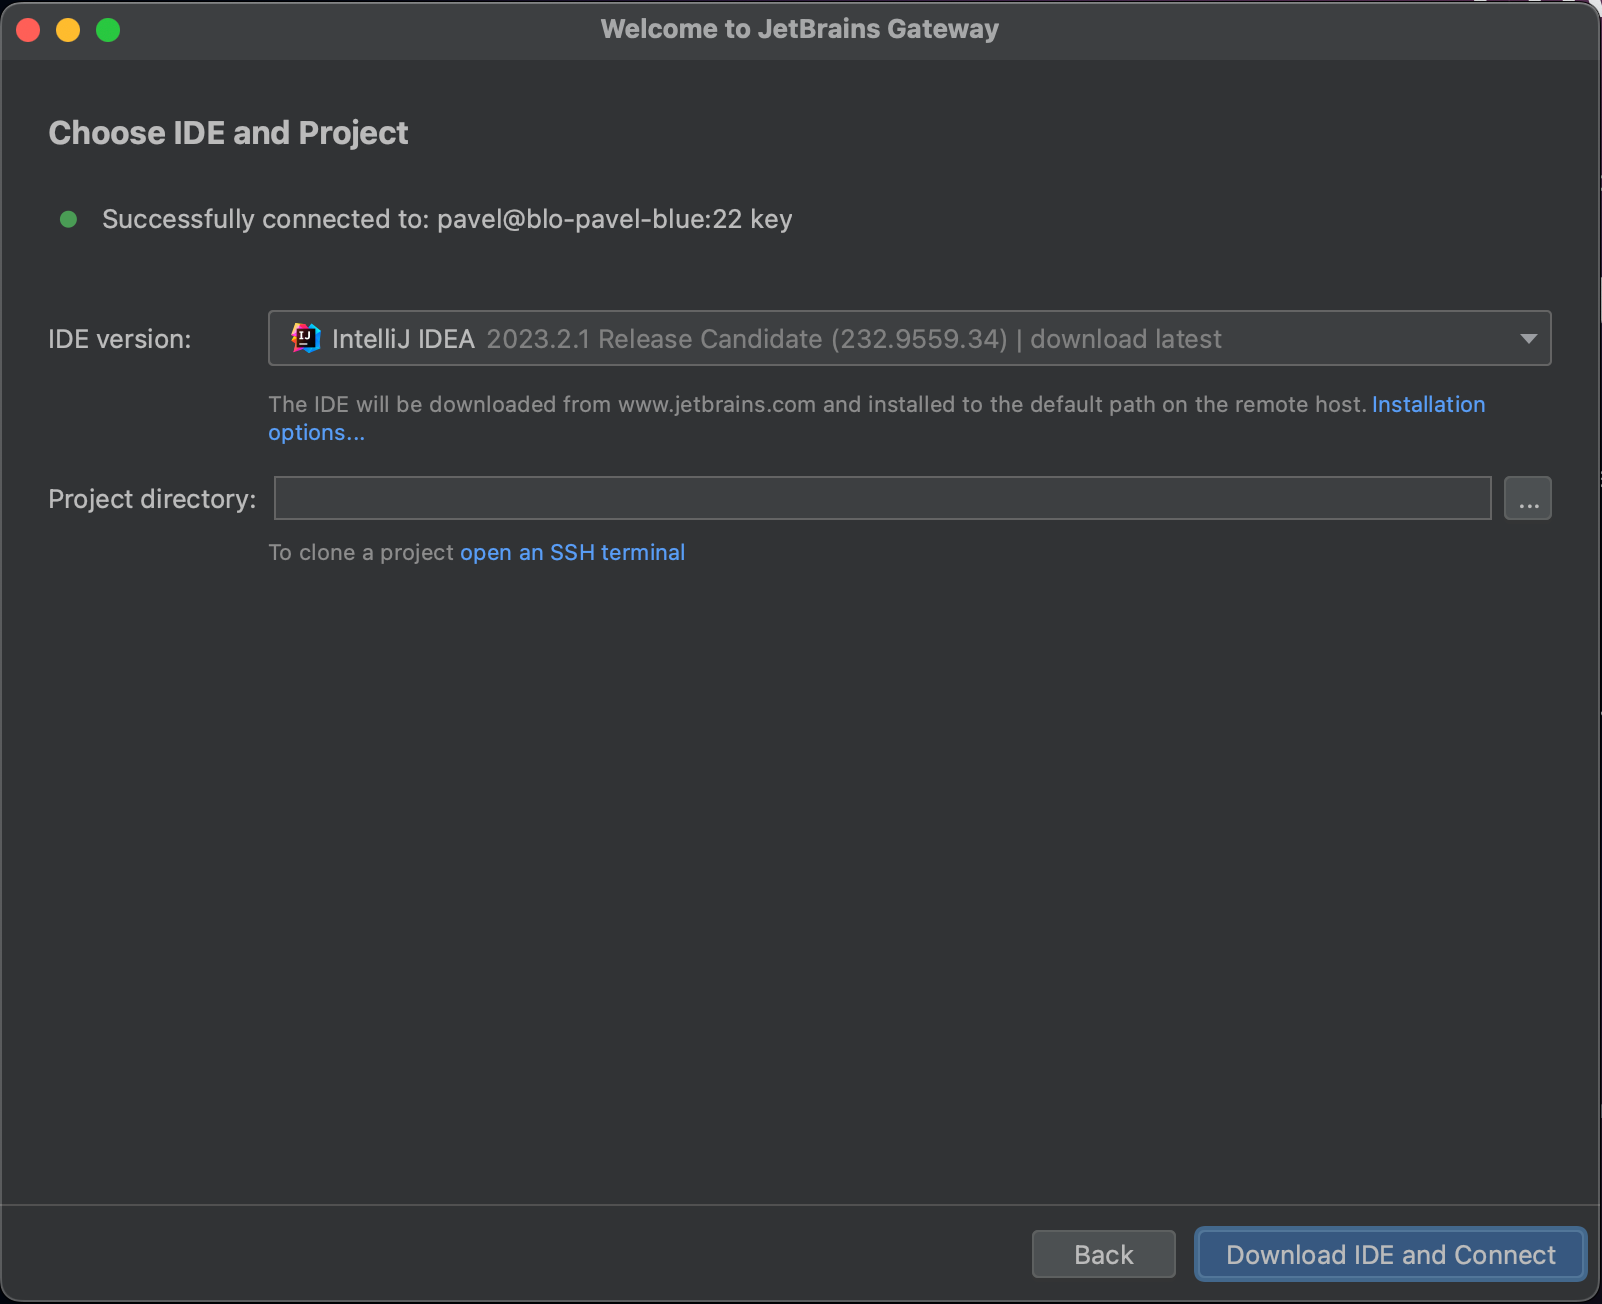 Welcome to JetBrains Gateway
Choose IDE and Project
Successfully connected to: pavel@blo-pavel-blue:22 key
IDE version: IJ IntelliJ IDEA 2023.2.1 Release Candidate (232.9559.34) | download latest
The IDE will be downloaded from www.jetbrains.com and installed to the default path on the remote host. Installation
options...
Project directory: ...
To clone a project open an SSH terminal
Back Download IDE and Connect